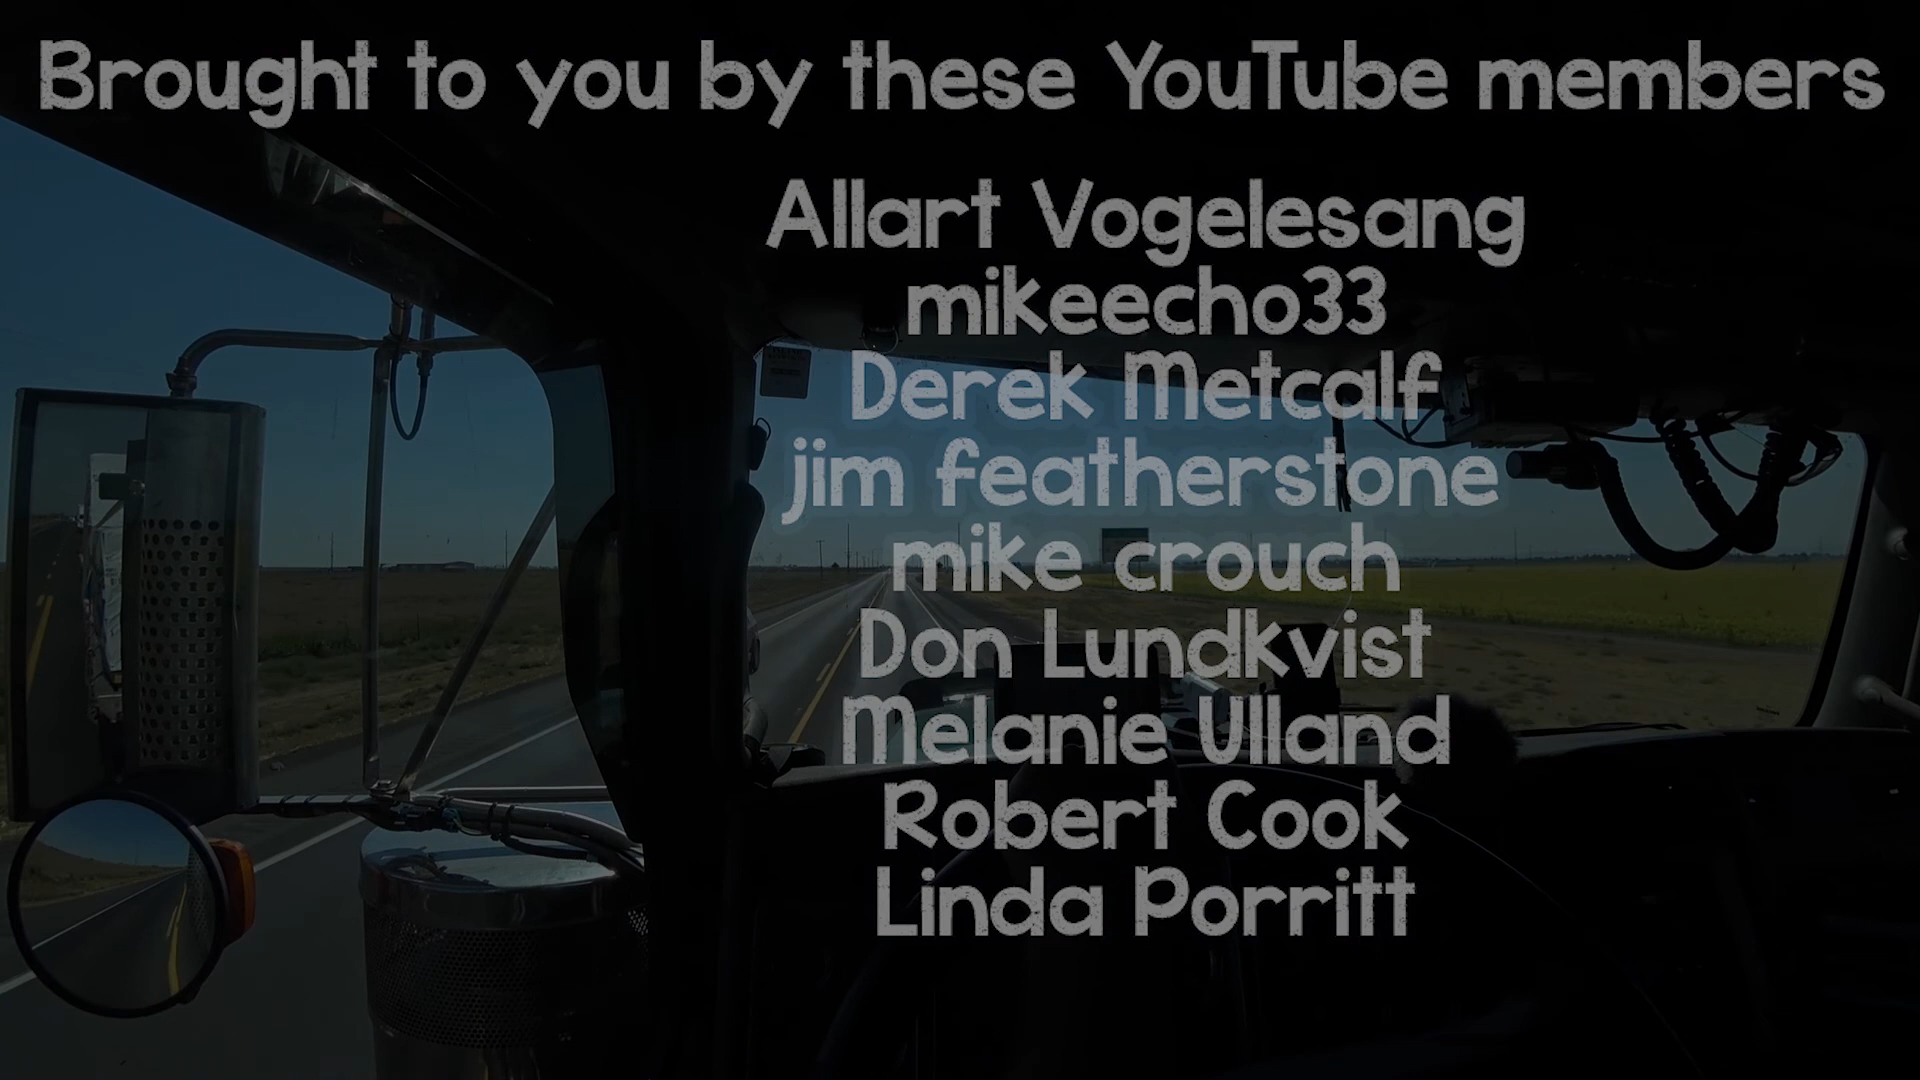 Brought to you by these YouTube members
Allart Vogelesang
mikeecho33
Derek Metcalf
jim featherstone
mike crouch
Don Lundkvist
Melanie Ulland
Robert Cook
Linda Porritt